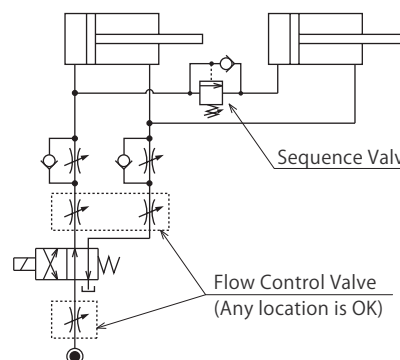 Sequence Valv
Flow Control Valve
(Any location is OK)